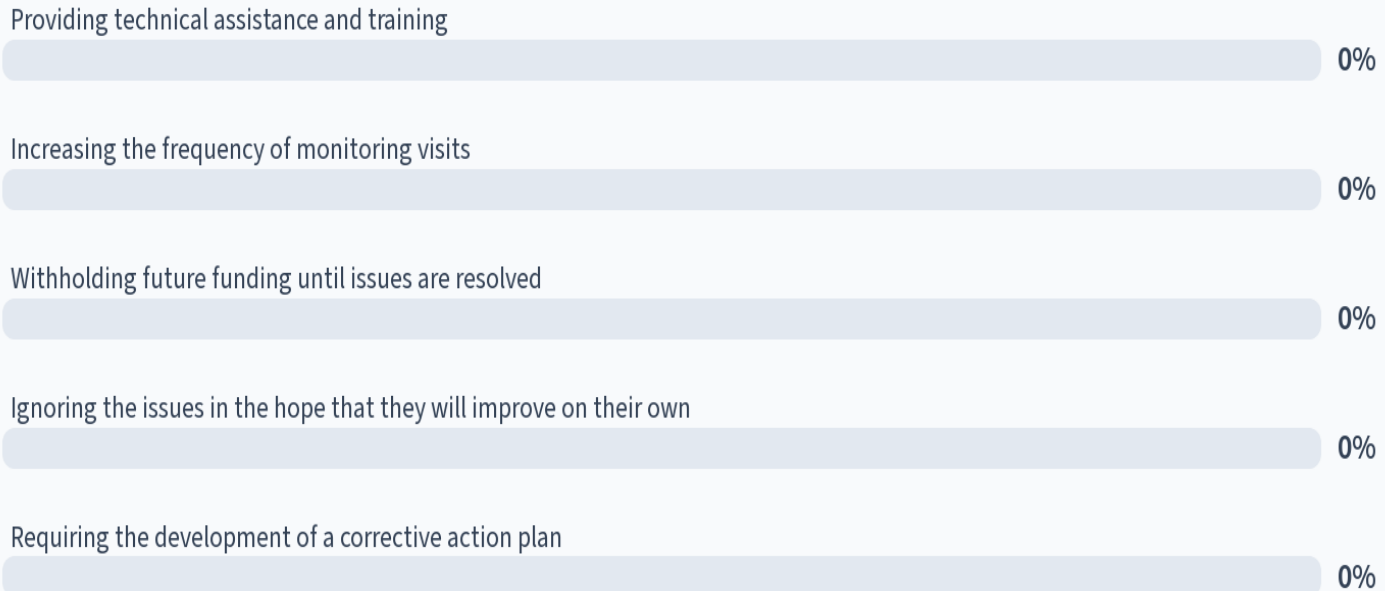 Providing technical assistance and training
0%
Increasing the frequency of monitoring visits
0%
Withholding future funding until issues are resolved
0%
Ignoring the issues in the hope that they will improve on their own
0%
Requiring the development of a corrective action plan
0%